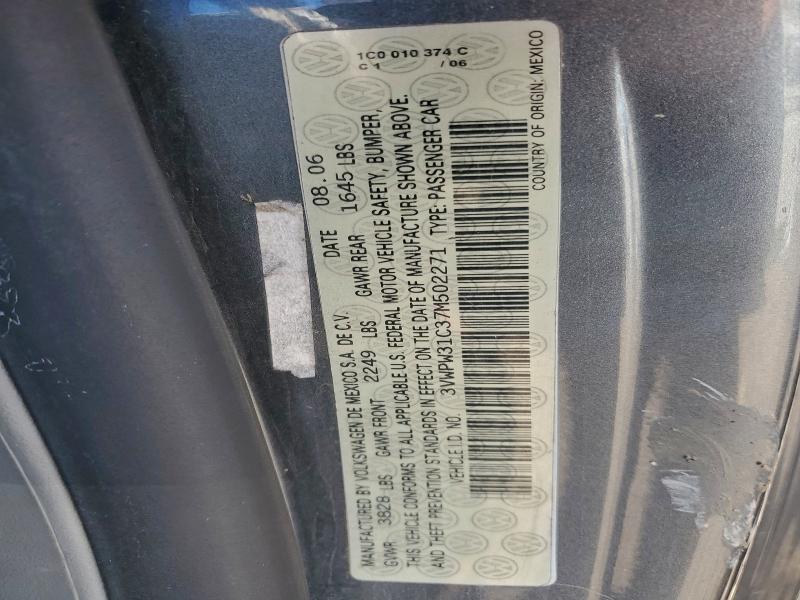 MANUFACTURED BY VOLKSWAGEN DE MEXICO S.A. DE C.V. DATE 08.06
GVWR 3828 LBS GAWR FRONT 2249 LBS GAWR REAR 1645 LBS
THIS VEHICLE CONFORMS TO ALL APPLICABLE U.S. FEDERAL MOTOR VEHICLE SAFETY, BUMPER,
AND THEFT PREVENTION STANDARDS IN EFFECT ON THE DATE OF MANUFACTURE SHOWN ABOVE.
VEHICLE I.D. NO. 3VWPW31C37M502271 TYPE: PASSENGER CAR
COUNTRY OF ORIGIN: MEXICO
1C0 010 374 C
C 1 / 06